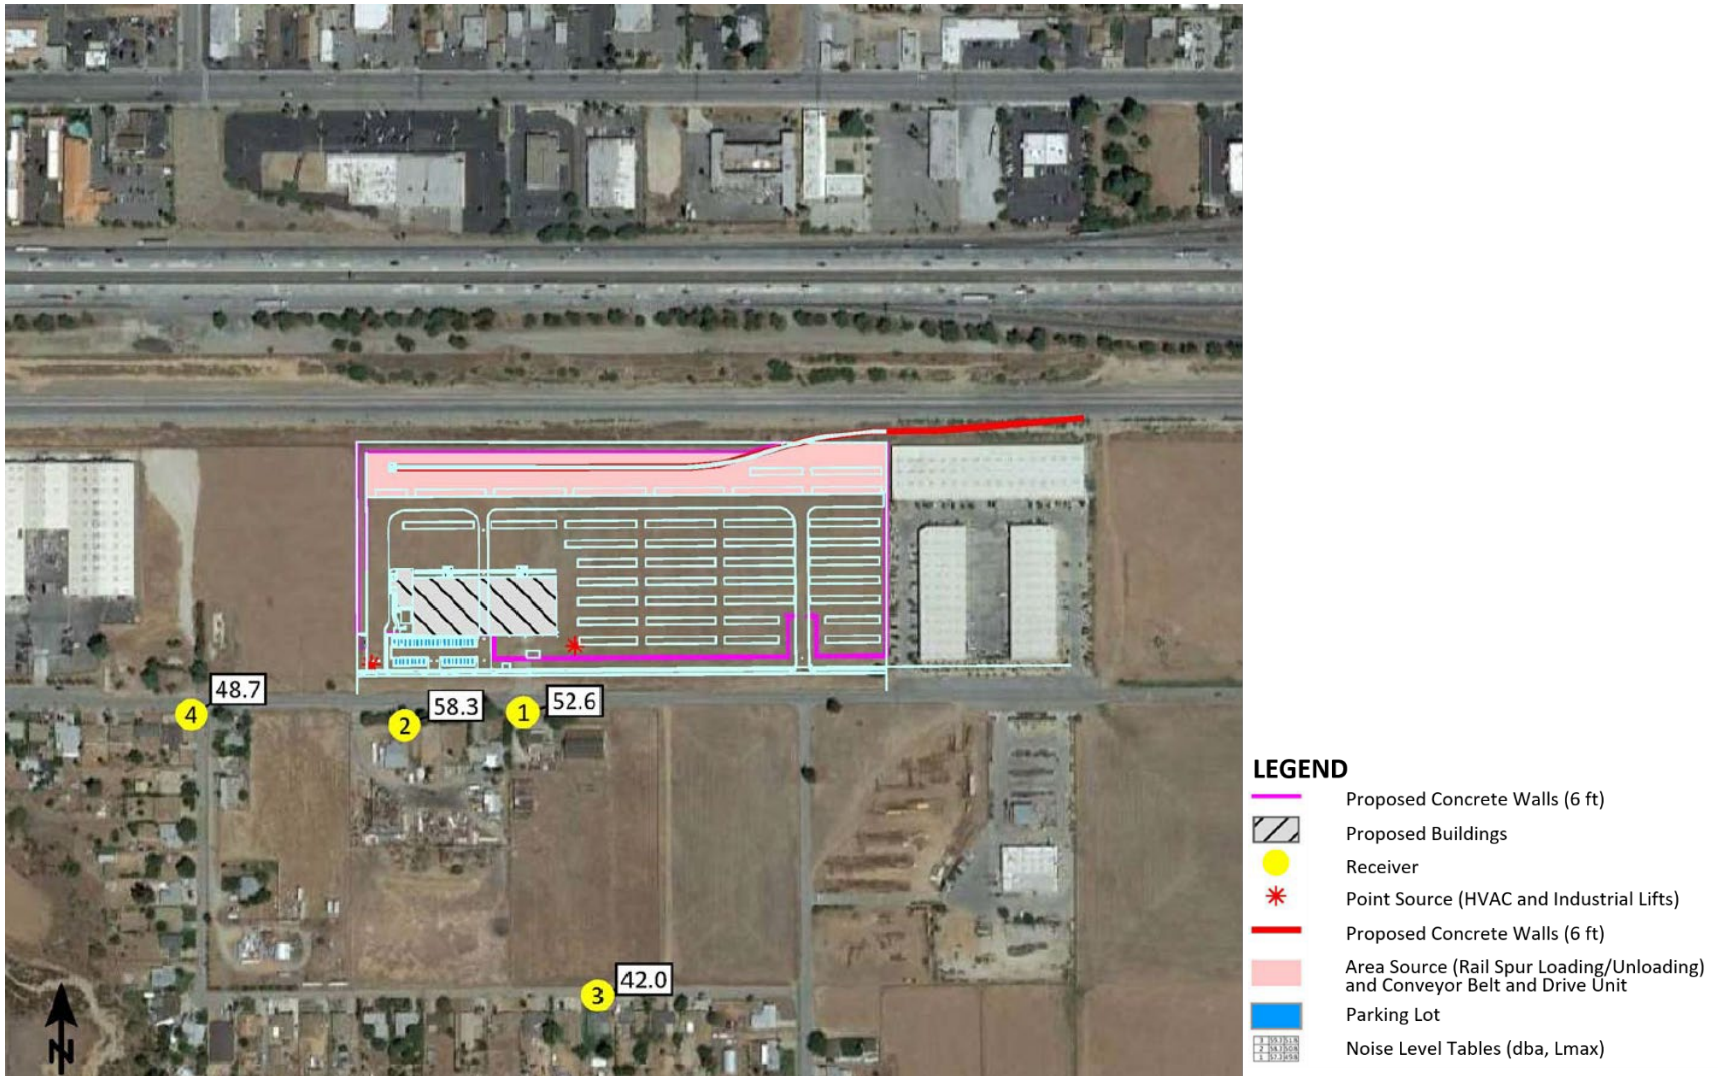 48.7
4
2
58.3
1
52.6
3
42.0
N
LEGEND
Proposed Concrete Walls (6 ft)
Proposed Buildings
Receiver
Point Source (HVAC and Industrial Lifts)
Proposed Concrete Walls (6 ft)
Area Source (Rail Spur Loading/Unloading)
and Conveyor Belt and Drive Unit
Parking Lot
Noise Level Tables (dba, Lmax)